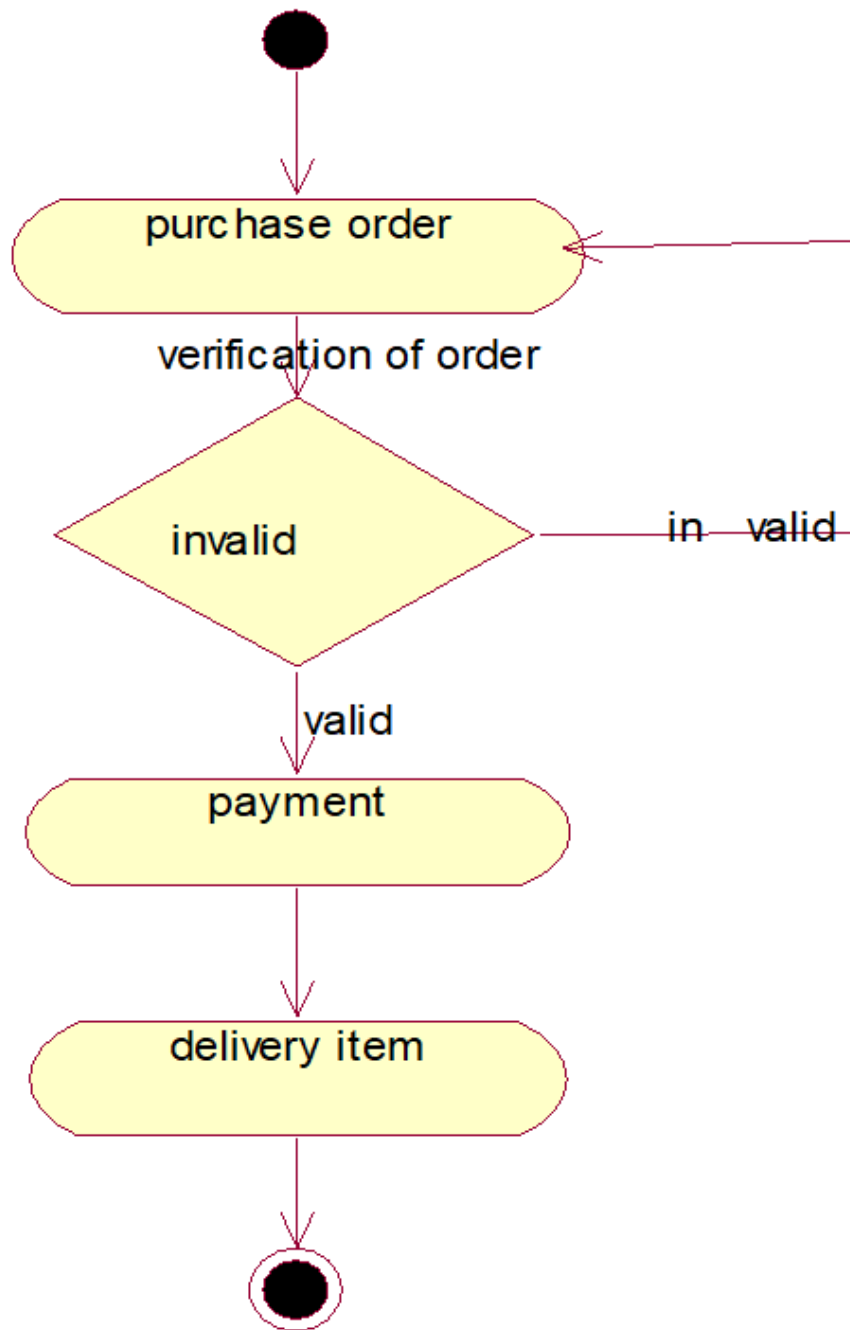 purchase order
verification of order
invalid
in valid
valid
payment
delivery item